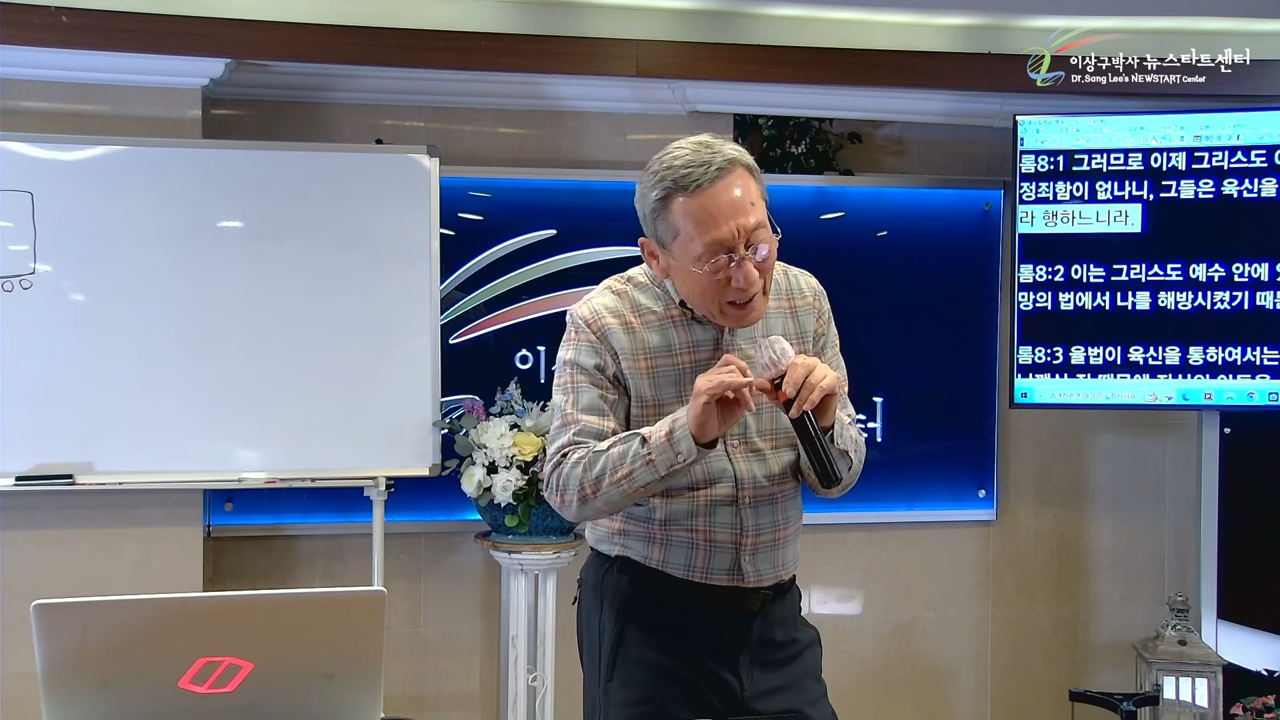 이상구박사 뉴스타트센터
Dr. Sang Lee's NEWSTART Center
롬8:1 그러므로 이제 그리스도
정죄함이 없나니, 그들은 육신을
라 행하느니라.
롬8:2 이는 그리스도 예수 안에
망의 법에서 나를 해방시켰기
롬8:3 율법이 육신을 통하여서는
이
터